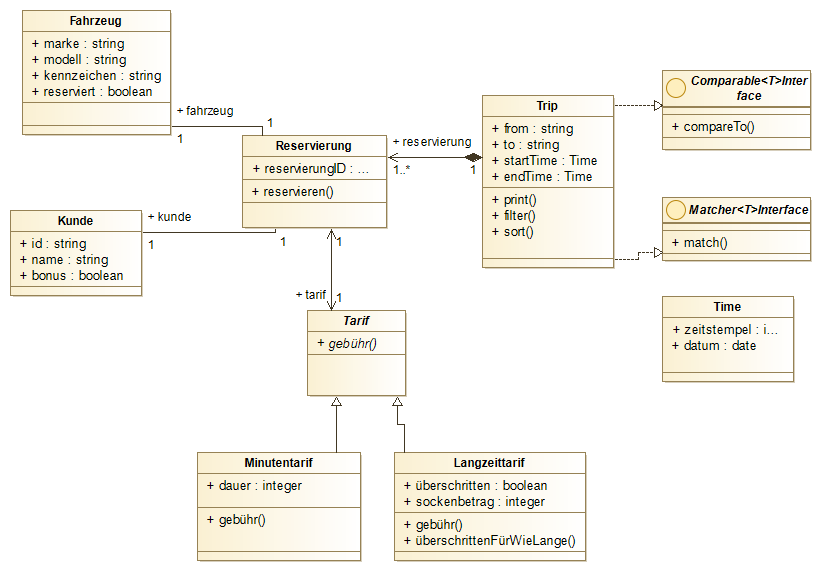 Fahrzeug
+ marke : string
+ modell : string
+ kennzeichen : string
+ reserviert : boolean
+ fahrzeug
1
1
Reservierung
+ reservierungID : ...
+ reservieren()
+ reservierung
1..*
1
Trip
+ from : string
+ to : string
+ startTime : Time
+ endTime : Time
+ print()
+ filter()
+ sort()
Comparable<T>Inter
face
+ compareTo()
Matcher<T>Interface
+ match()
Time
+ zeitstempel : i...
+ datum : date
Kunde
+ id : string
+ name : string
+ bonus : boolean
+ kunde
1
1
1
+ tarif
1
Tarif
+ gebühr()
Minutentarif
+ dauer : integer
+ gebühr()
Langzeittarif
+ überschritten : boolean
+ sockenbetrag : integer
+ gebühr()
+ überschrittenFürWieLange()